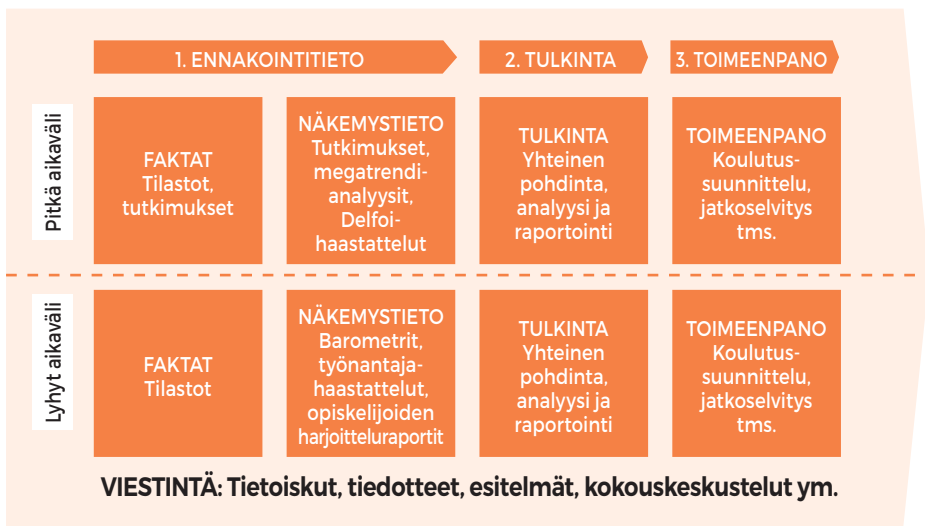 1. ENNAKOINTITIETO
2. TULKINTA
3. TOIMEENPANO
Pitkä aikaväli
FAKTAT
Tilastot,
tutkimukset
NÄKEMYSTIETO
Tutkimukset,
megatrendi-
analyysit,
Delfoi-
haastattelut
TULKINTA
Yhteinen
pohdinta,
analyysi ja
raportointi
TOIMEENPANO
Koulutus-
suunnittelu,
jatkoselvitys
tms.
Lyhyt aikaväli
FAKTAT
Tilastot
NÄKEMYSTIETO
Barometrit,
työnantaja-
haastattelut,
opiskelijoiden
harjoitteluraportit
TULKINTA
Yhteinen
pohdinta,
analyysi ja
raportointi
TOIMEENPANO
Koulutus-
suunnittelu,
jatkoselvitys
tms.
VIESTINTÄ: Tietoiskut, tiedotteet, esitelmät, kokouskeskustelut ym.